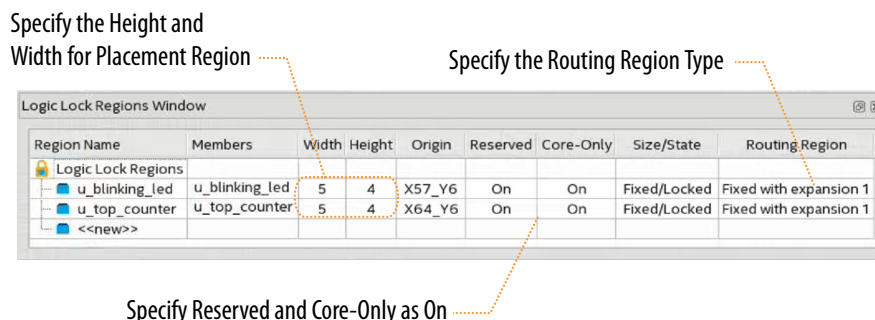 Specify the Height and
Width for Placement Region
Specify the Routing Region Type
Logic Lock Regions Window
Region Name Members Width Height Origin Reserved Core-Only Size/State Routing Region
Logic Lock Regions
u_blinking_led u_blinking_led 5 4 X57_Y6 On On Fixed/Locked Fixed with expansion 1
u_top_counter u_top_counter 5 4 X64_Y6 On On Fixed/Locked Fixed with expansion 1
<<new>>
Specify Reserved and Core-Only as On